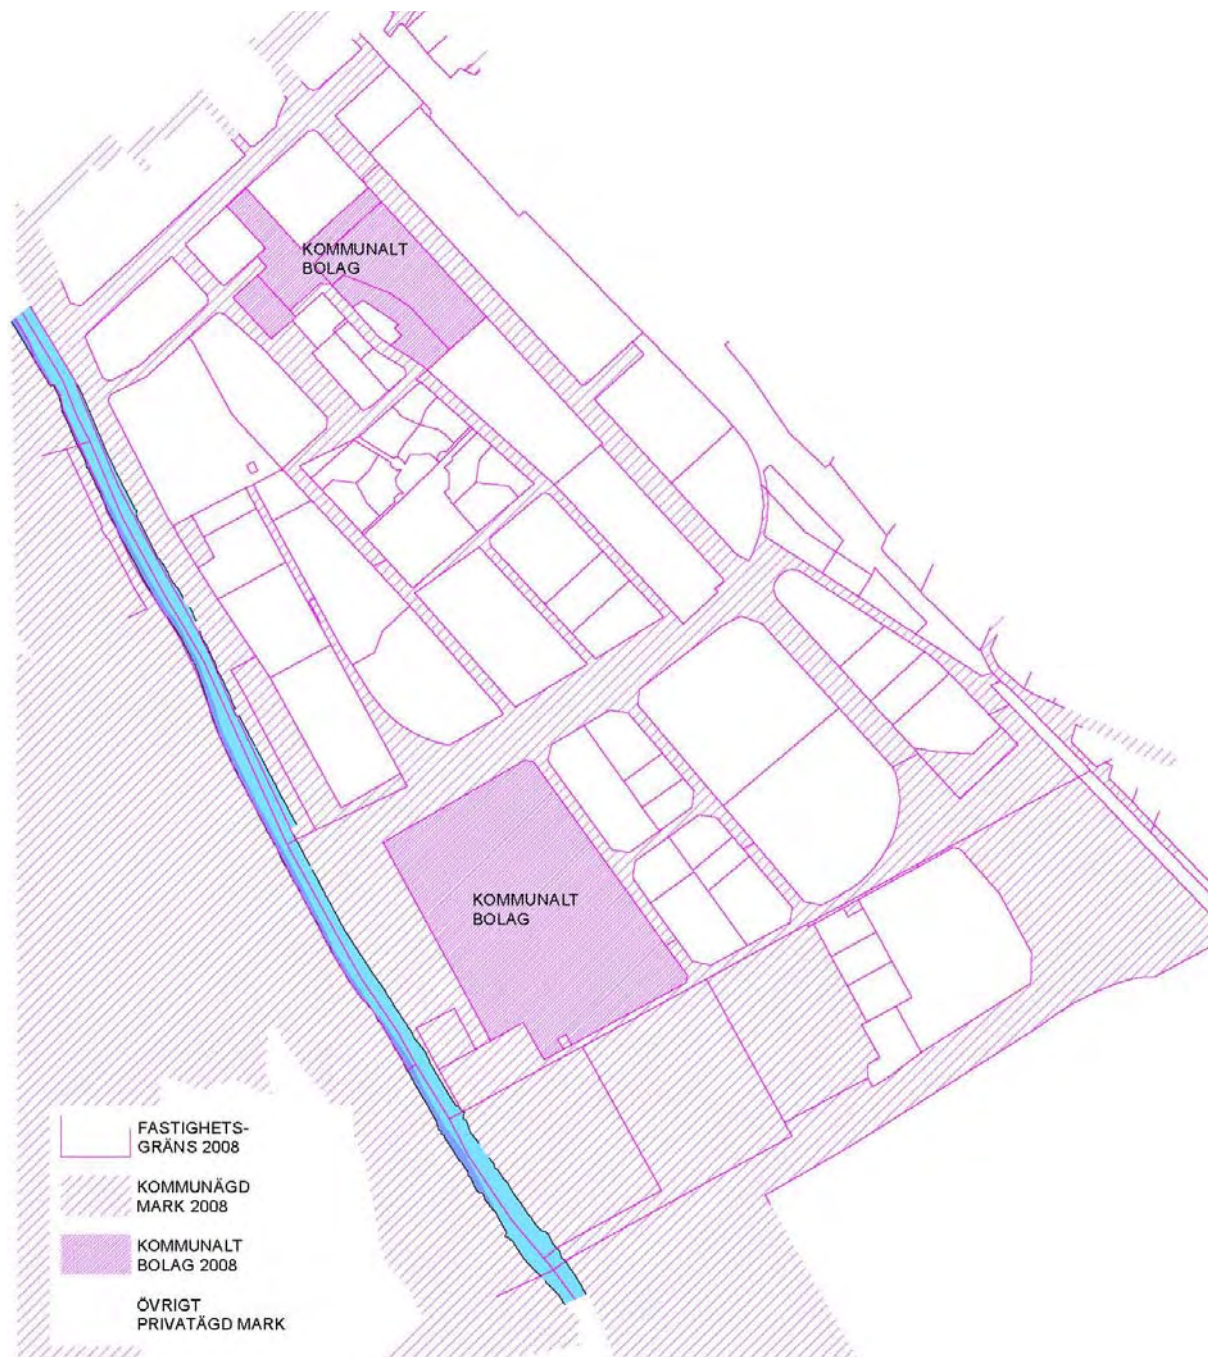 KOMMUNALT
BOLAG
KOMMUNALT
BOLAG
FASTIGHETS-
GRÄNS 2008
KOMMUNÄGD
MARK 2008
KOMMUNALT
BOLAG 2008
ÖVRIGT
PRIVATÄGD MARK